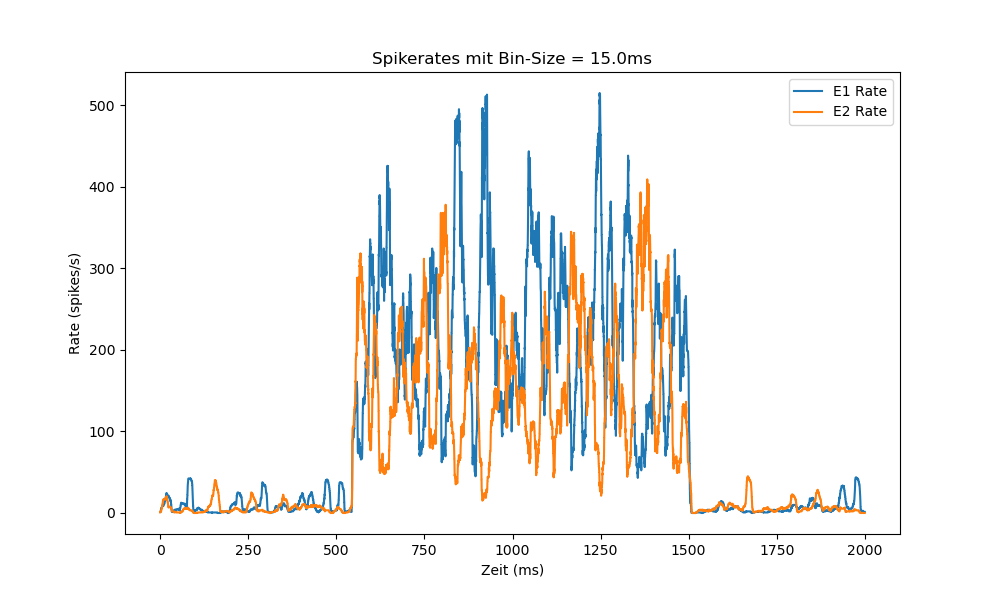 Spikerates mit Bin-Size = 15.0ms
E1 Rate
E2 Rate
500
400
300
200
100
0
Rate (spikes/s)
0 250 500 750 1000 1250 1500 1750 2000
Zeit (ms)